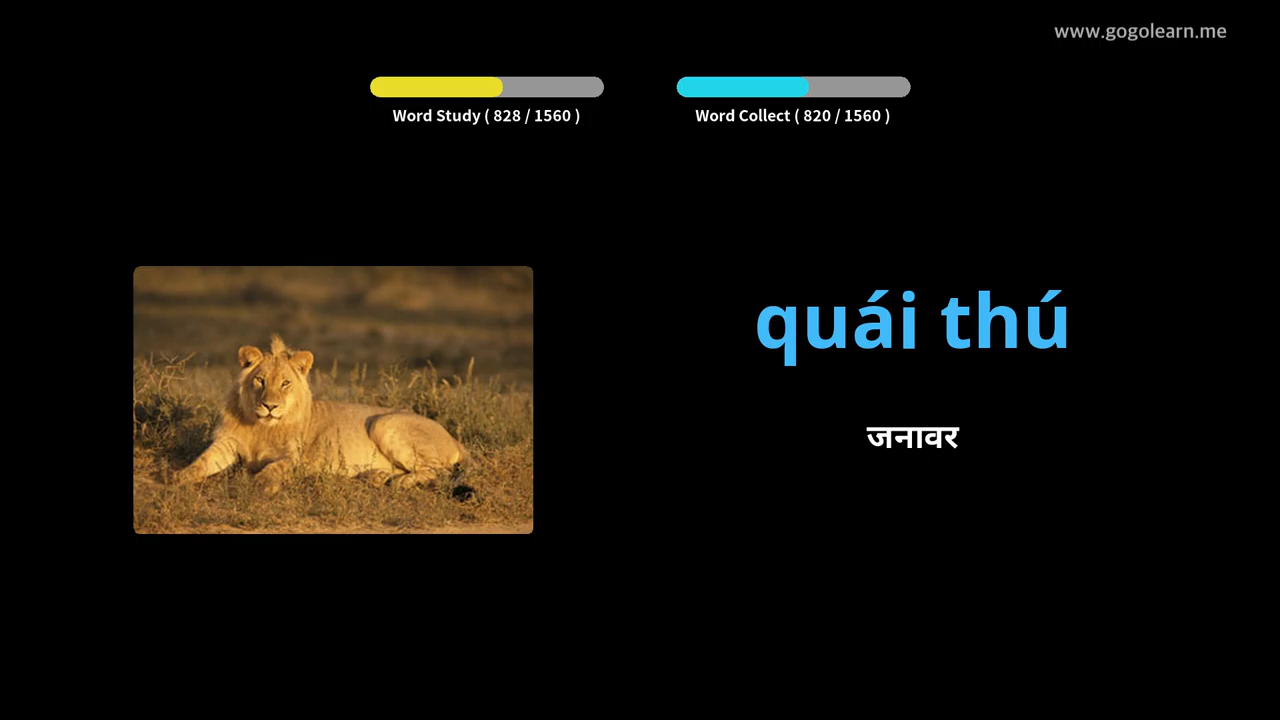 www.gogolearn.me
Word Study ( 828 / 1560 )
Word Collect ( 820 / 1560 )
quái thú
जनावर